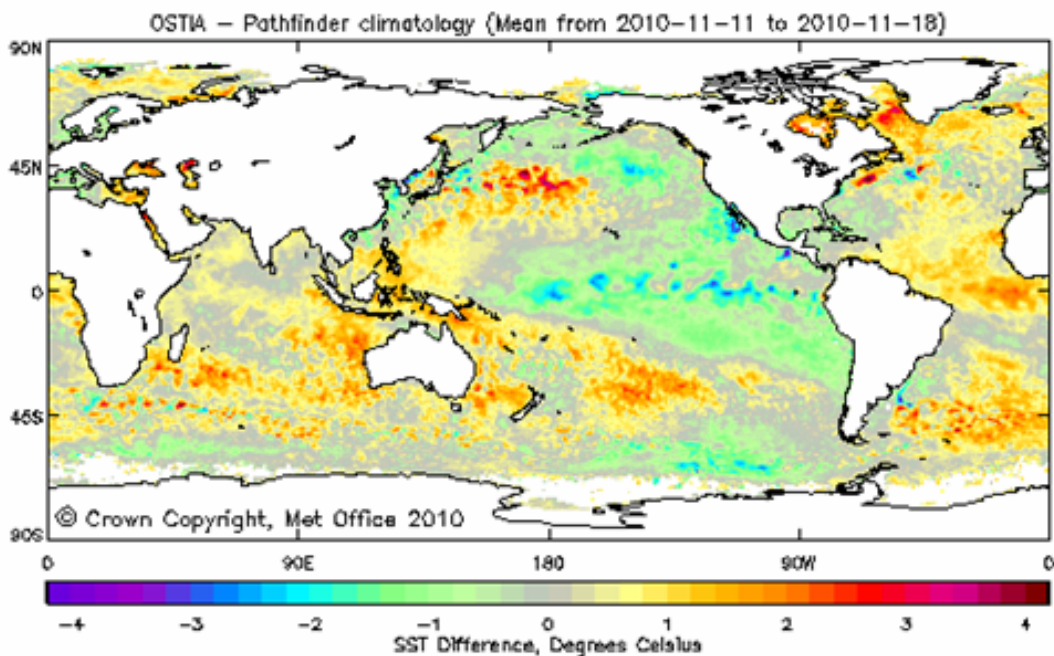 OSTIA – Pathfinder climatology (Mean from 2010-11-11 to 2010-11-18)
90N
45N
0
45S
90S
© Crown Copyright, Met Office 2010
0 90E 180 90W 0
-4 -3 -2 -1 0 1 2 3 4
SST Difference, Degrees Celsius